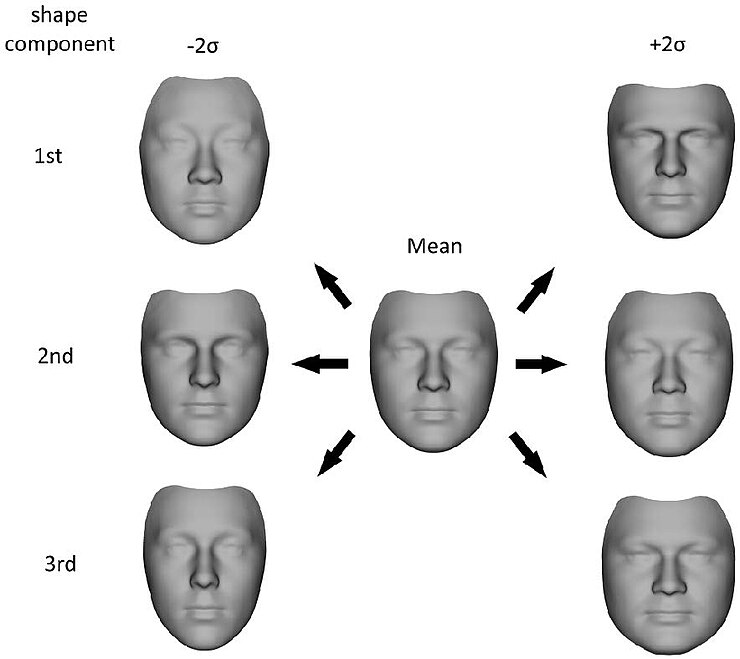 shape
component
-2σ
+2σ
1st
Mean
2nd
3rd